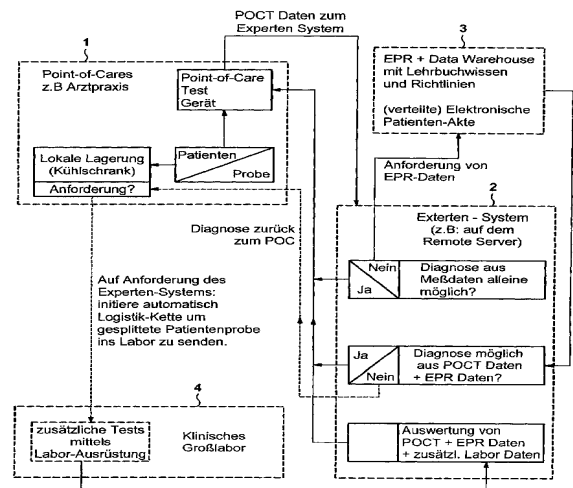 POCT Daten zum
Experten System
1
Point-of-Cares
z.B Arztpraxis
Point-of-Care
Test
Gerät
Lokale Lagerung
(Kühlschrank)
Anforderung?
Patienten
Probe
3
EPR + Data Warehouse
mit Lehrbuchwissen
und Richtlinien
(verteilte) Elektronische
Patienten-Akte
Anforderung von
EPR-Daten
2
Exterten - System
(z.B: auf dem
Remote Server)
Diagnose zurück
zum POC
Nein
Ja
Diagnose aus
Meßdaten alleine
möglich?
Auf Anforderung des
Experten-Systems:
initiere automatisch
Logistik-Kette um
gesplittete Patientenprobe
ins Labor zu senden.
Ja
Nein
Diagnose möglich
aus POCT Daten
+ EPR Daten?
4
zusätzliche Tests
mittels
Labor-Ausrüstung
Klinisches
Großlabor
Auswertung von
POCT + EPR Daten
+ zusätzl. Labor Daten